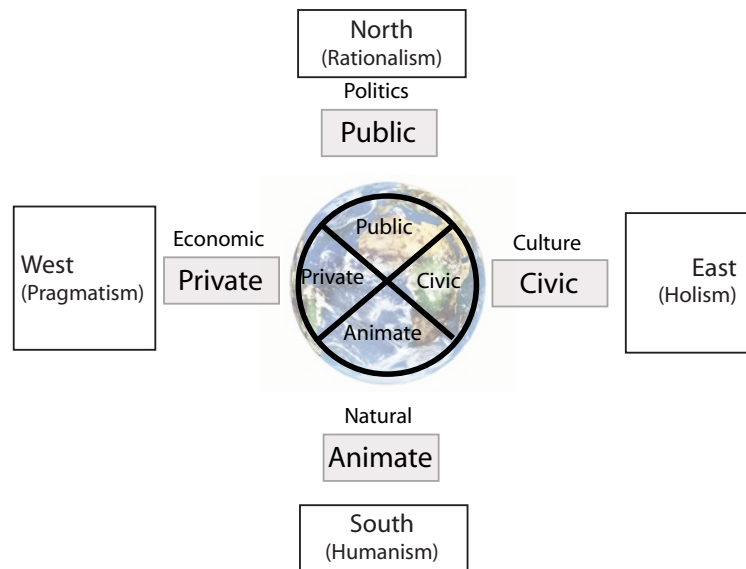 North
(Rationalism)
Politics
Public
West
(Pragmatism)
Economic
Private
Public
Private
Civic
Animate
Culture
Civic
East
(Holism)
Natural
Animate
South
(Humanism)